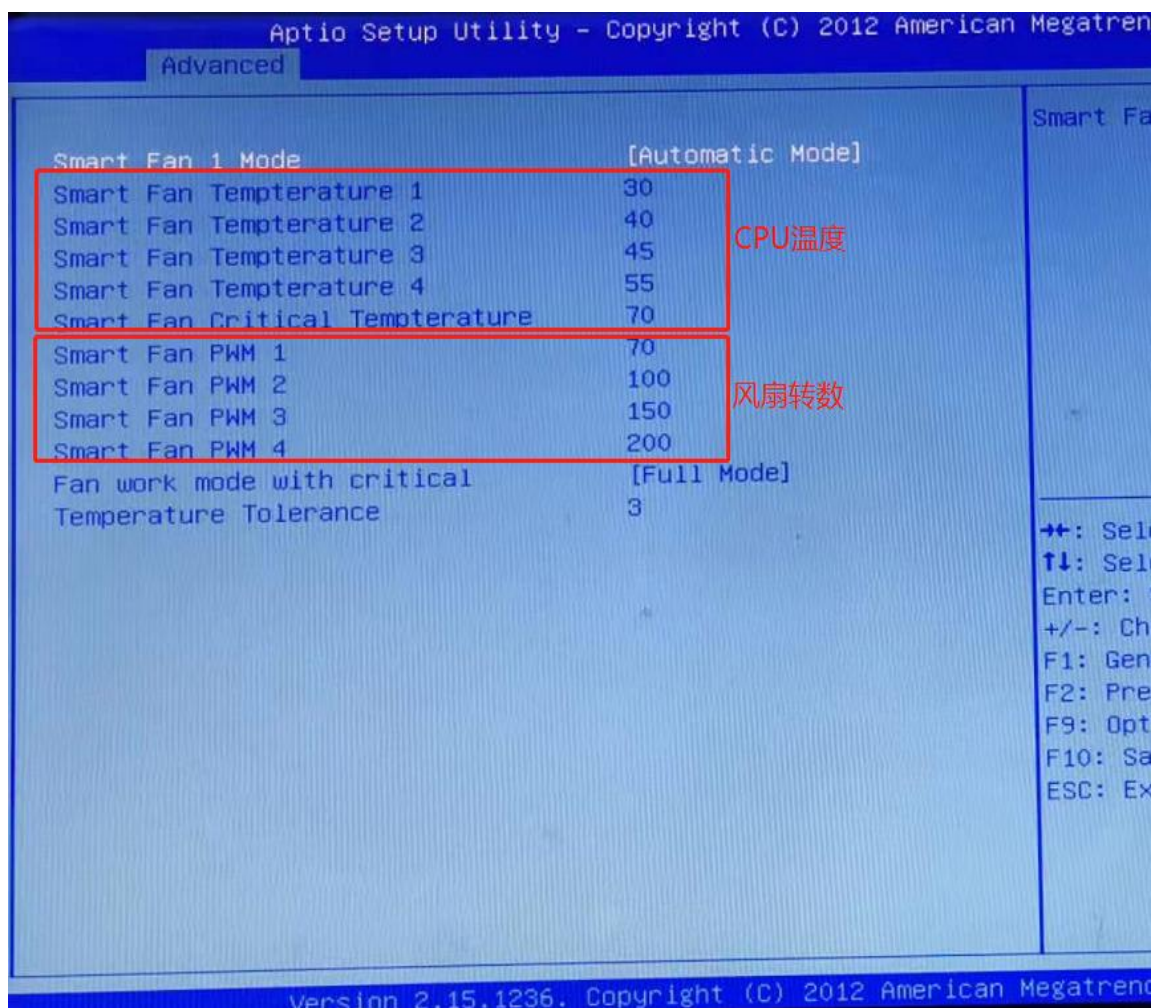 Aptio Setup Utility - Copyright (C) 2012 American Megatren
Advanced
Smart Fa
Smart Fan 1 Mode [Automatic Mode]
Smart Fan Tempterature 1 30
Smart Fan Tempterature 2 40
Smart Fan Tempterature 3 45
Smart Fan Tempterature 4 55
Smart Fan Critical Tempterature 70
CPU温度
Smart Fan PWM 1 70
Smart Fan PWM 2 100
Smart Fan PWM 3 150
Smart Fan PWM 4 200
风扇转数
Fan work mode with critical [Full Mode]
Temperature Tolerance 3
→←: Sel
↑↓: Sel
Enter:
+/-: Ch
F1: Gen
F2: Pre
F9: Opt
F10: Sa
ESC: Ex
Version 2.15.1236. Copyright (C) 2012 American Megatrend